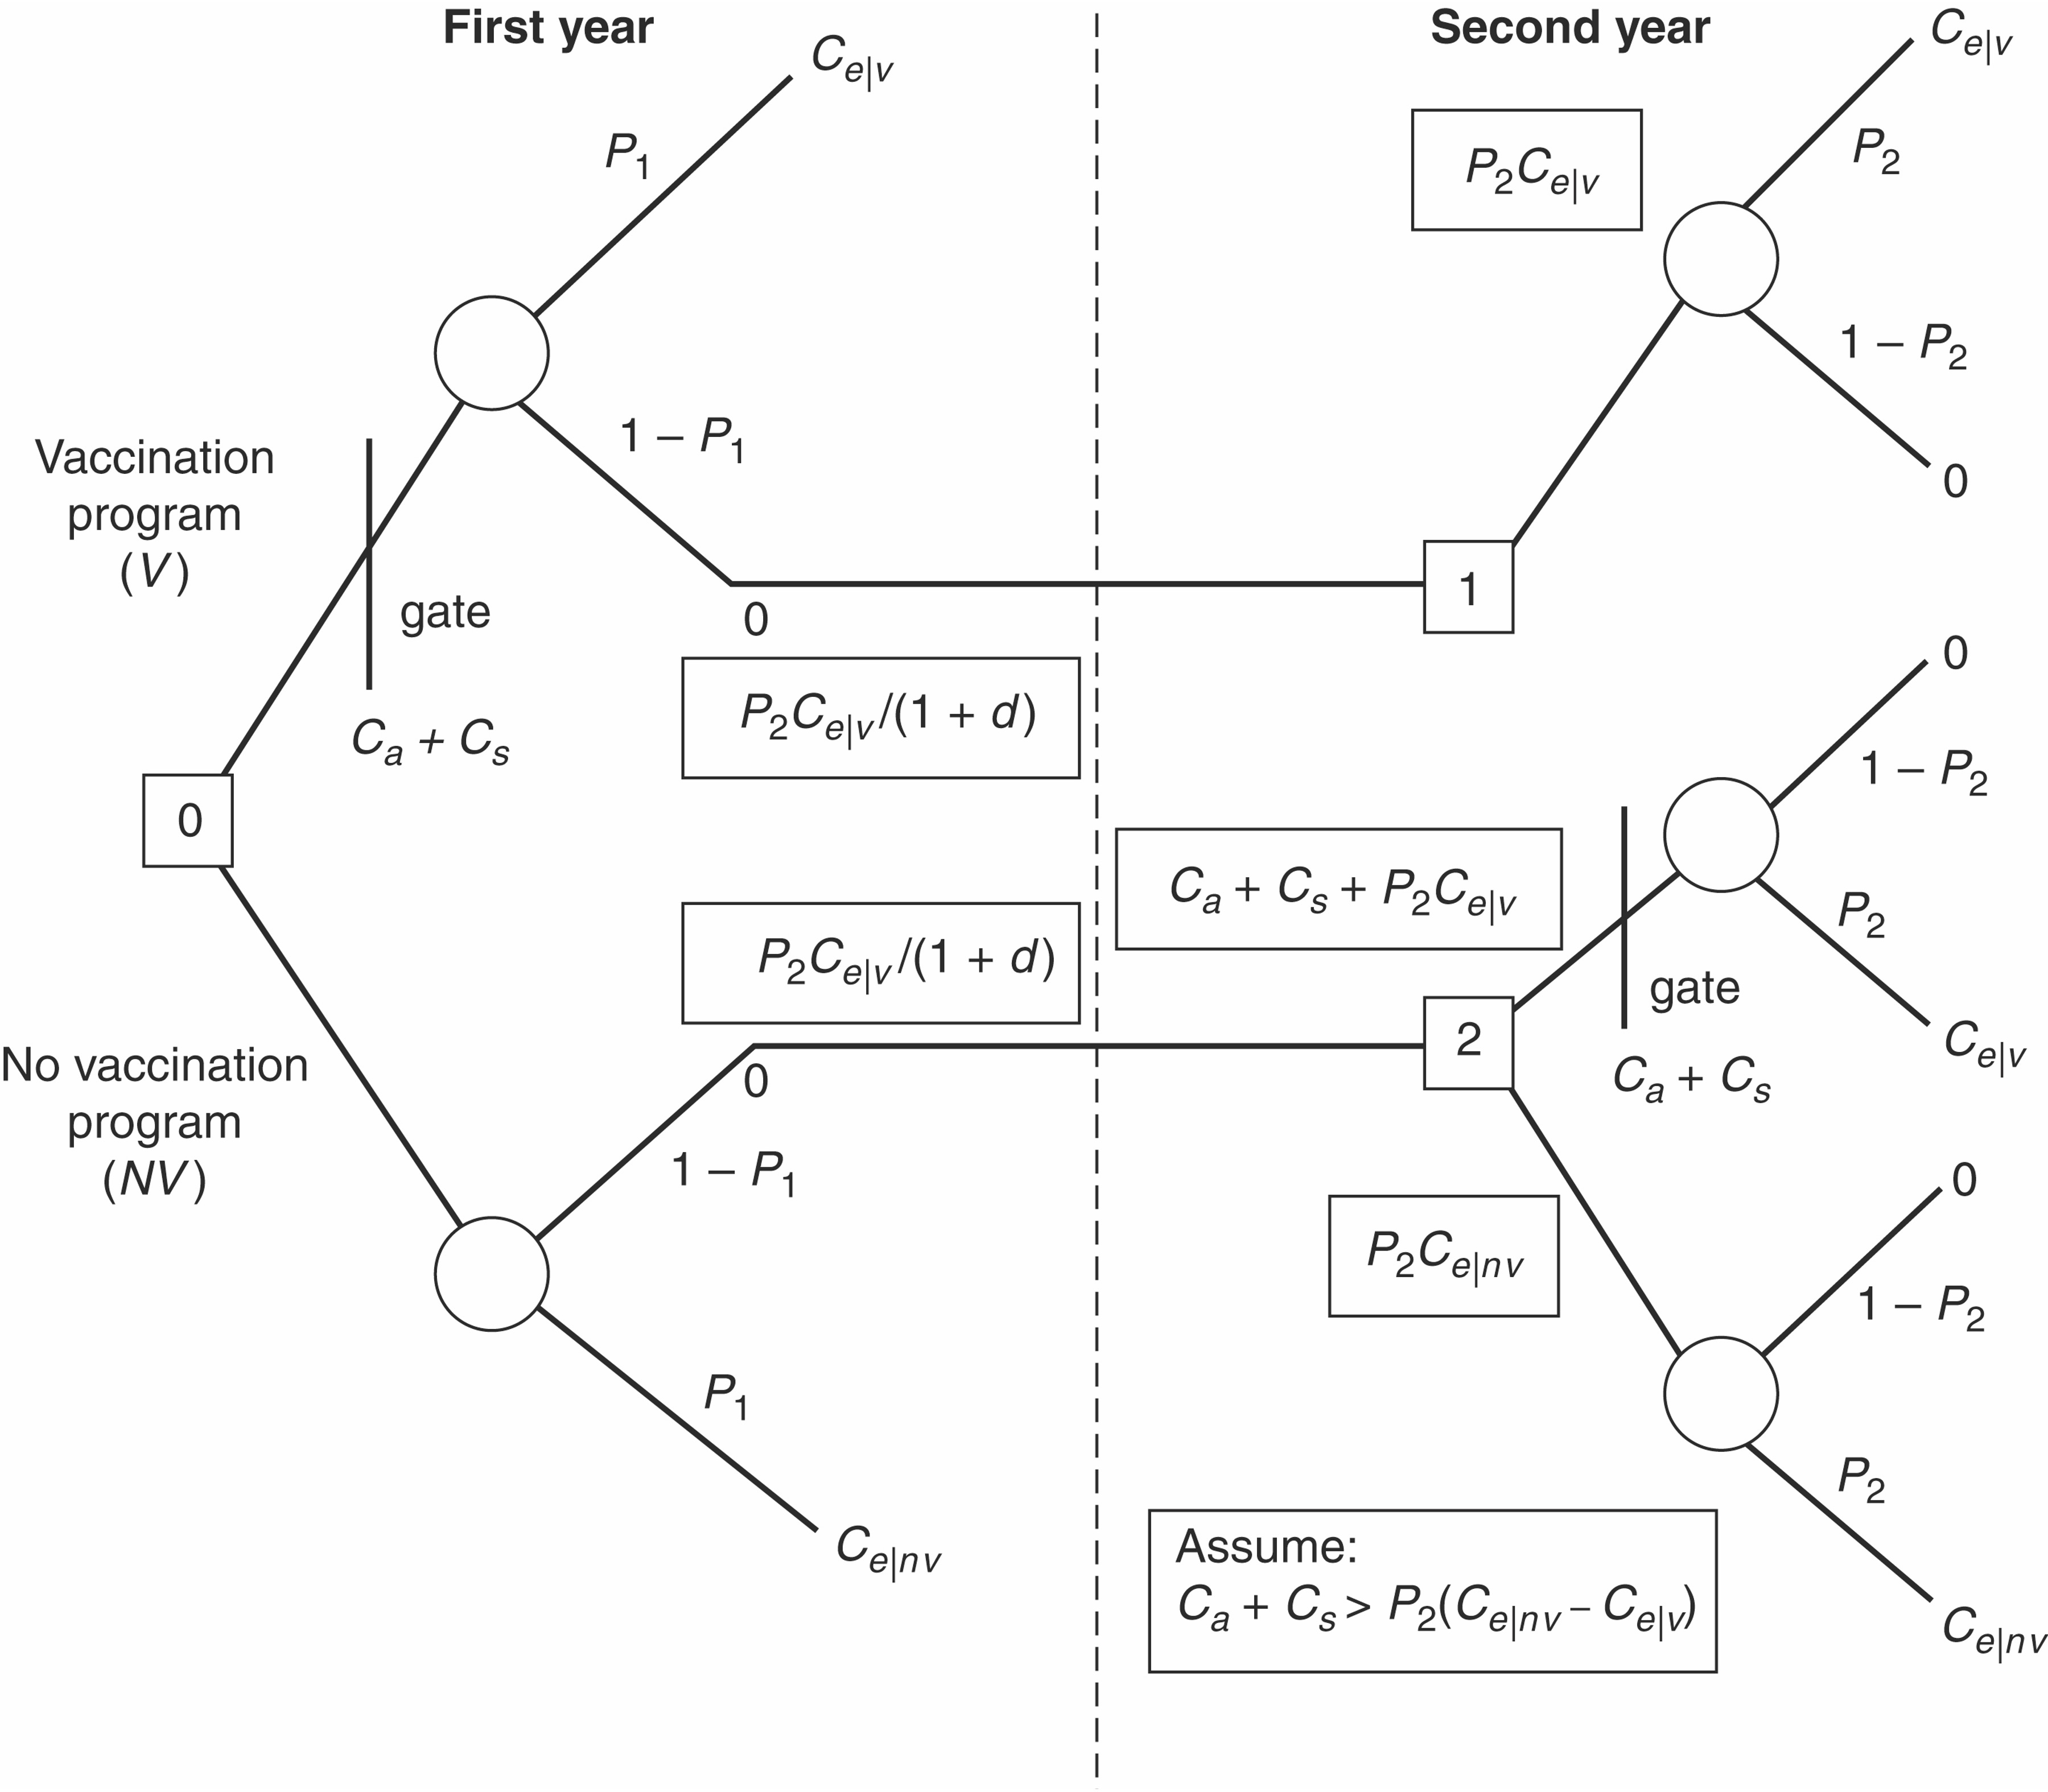 First year
Second year
C_{e|v}
P_1
1 – P_1
0
Vaccination
program
(V)
gate
C_a + C_s
P_2C_{e|v}/(1 + d)
0
No vaccination
program
(NV)
P_2C_{e|v}/(1 + d)
0
1 – P_1
P_1
C_{e|nv}
C_{e|v}
P_2
P_2C_{e|v}
1 – P_2
0
1
0
1 – P_2
C_a + C_s + P_2C_{e|v}
P_2
2
gate
C_{e|v}
C_a + C_s
0
P_2C_{e|nv}
1 – P_2
P_2
Assume:
C_a + C_s > P_2(C_{e|nv} – C_{e|v})
C_{e|nv}